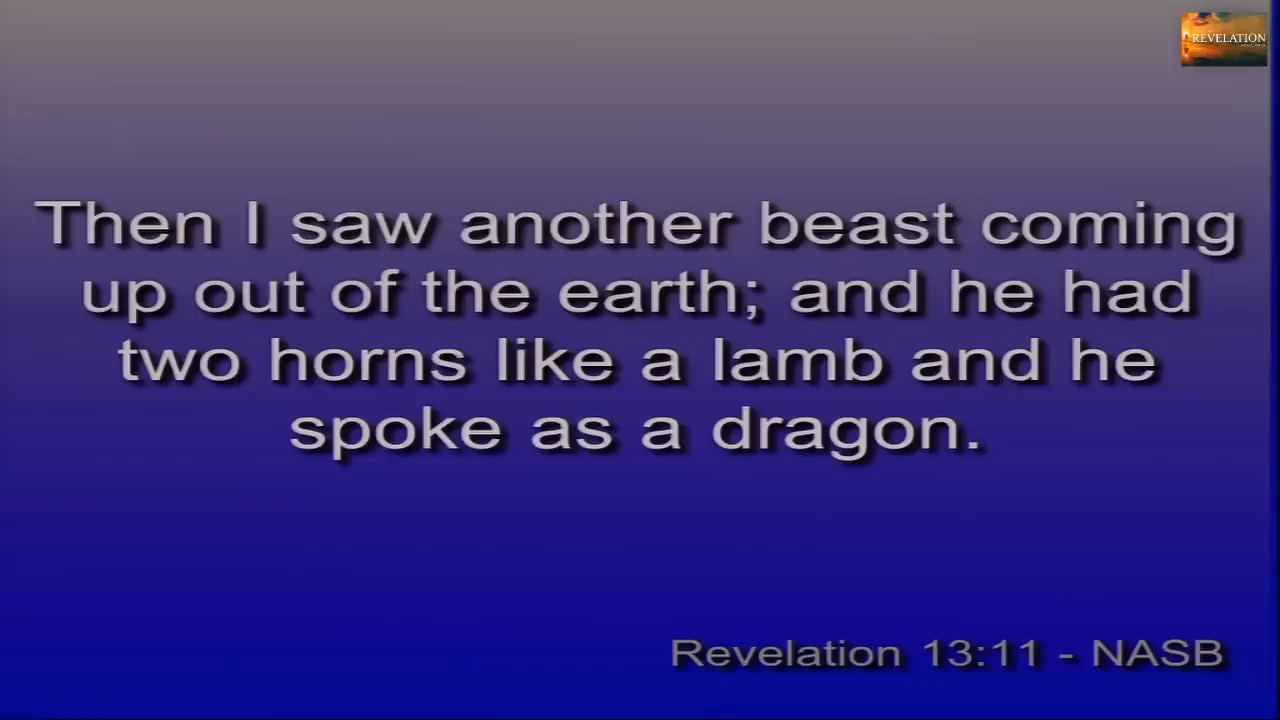 REVELATION
Then I saw another beast coming
up out of the earth; and he had
two horns like a lamb and he
spoke as a dragon.
Revelation 13:11 - NASB